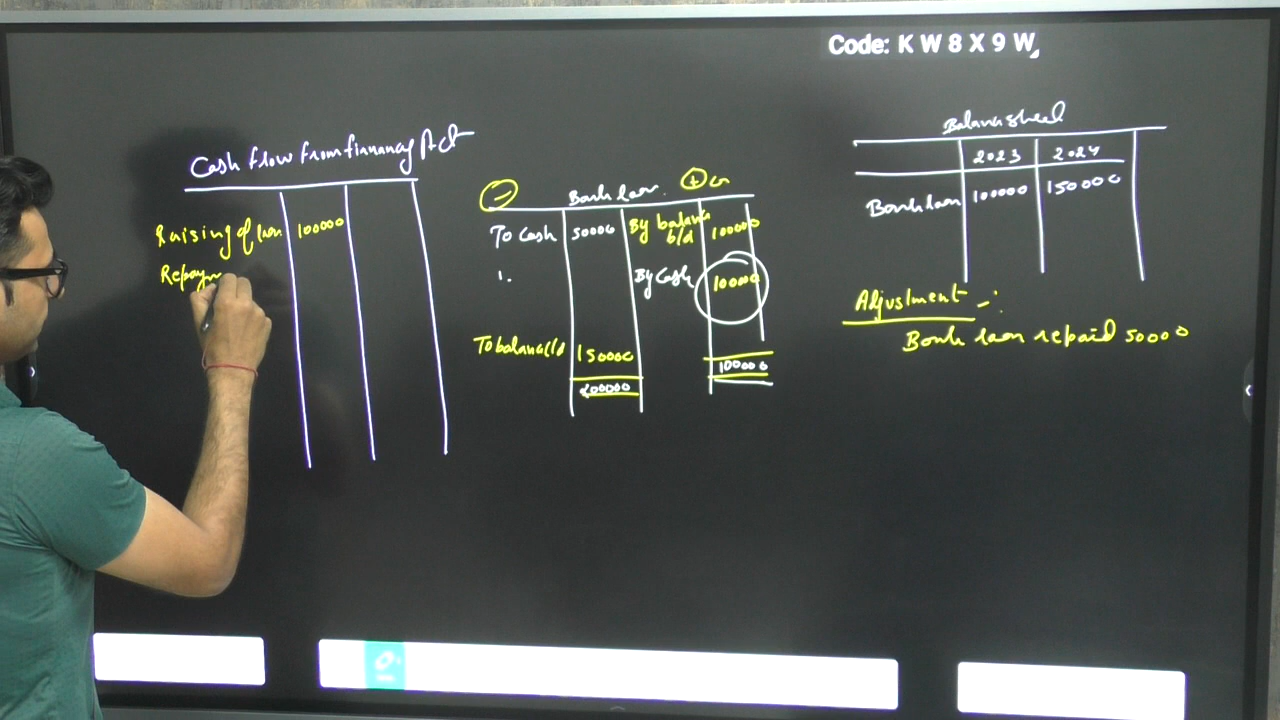 Code: K W 8 X 9 W
Cash flow from financing Act
Raising of loan 100000
Repaym
- Bank loan + Cr
To Cash 50000 By balance b/d 100000
By Cash 100000
To balance c/d 150000
200000 100000
Balance sheet
2023 2024
Bank loan 100000 150000
Adjustment -:
Bank loan repaid 50000